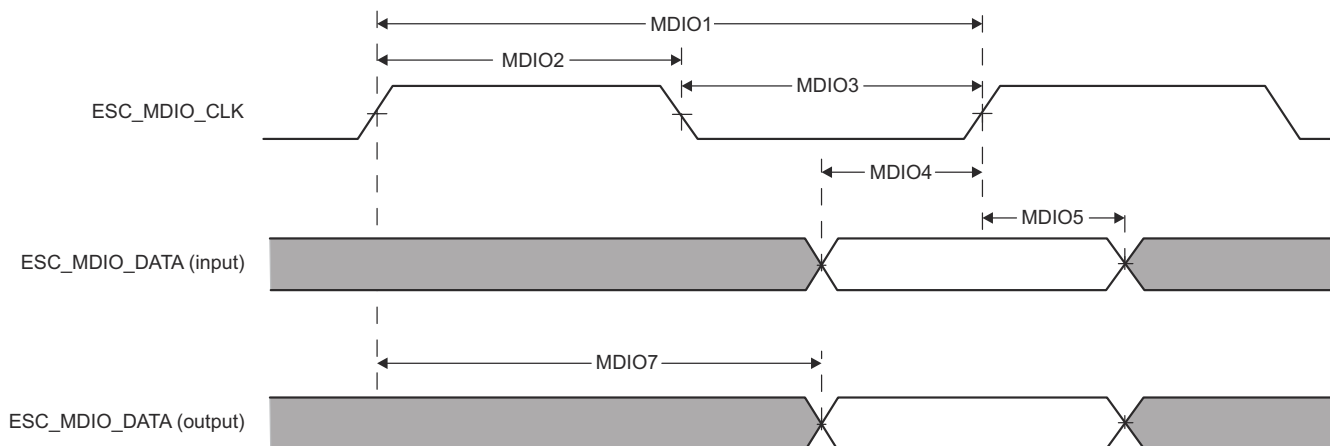 MDIO1
MDIO2
MDIO3
ESC_MDIO_CLK
MDIO4
MDIO5
ESC_MDIO_DATA (input)
MDIO7
ESC_MDIO_DATA (output)